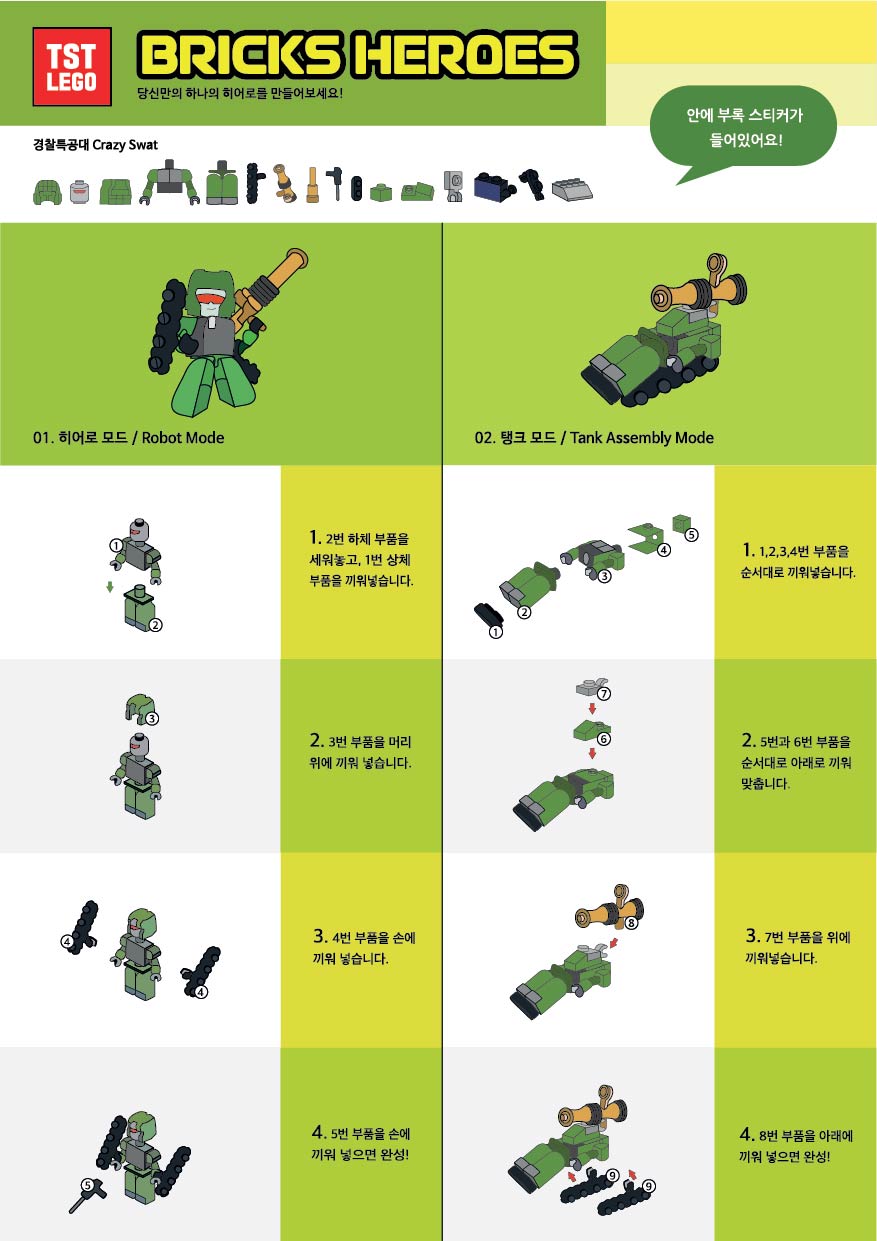 TST
LEGO
BRICKS HEROES
당신만의 하나의 히어로를 만들어보세요!
안에 부록 스티커가
들어있어요!
경찰특공대 Crazy Swat
01. 히어로 모드 / Robot Mode
02. 탱크 모드 / Tank Assembly Mode
1
2
1. 2번 하체 부품을
세워놓고, 1번 상체
부품을 끼워넣습니다.
1
2
3
4
5
1. 1,2,3,4번 부품을
순서대로 끼워넣습니다.
3
2. 3번 부품을 머리
위에 끼워 넣습니다.
7
6
2. 5번과 6번 부품을
순서대로 아래로 끼워
맞춥니다.
4
4
3. 4번 부품을 손에
끼워 넣습니다.
8
3. 7번 부품을 위에
끼워넣습니다.
5
4. 5번 부품을 손에
끼워 넣으면 완성!
9
9
4. 8번 부품을 아래에
끼워 넣으면 완성!